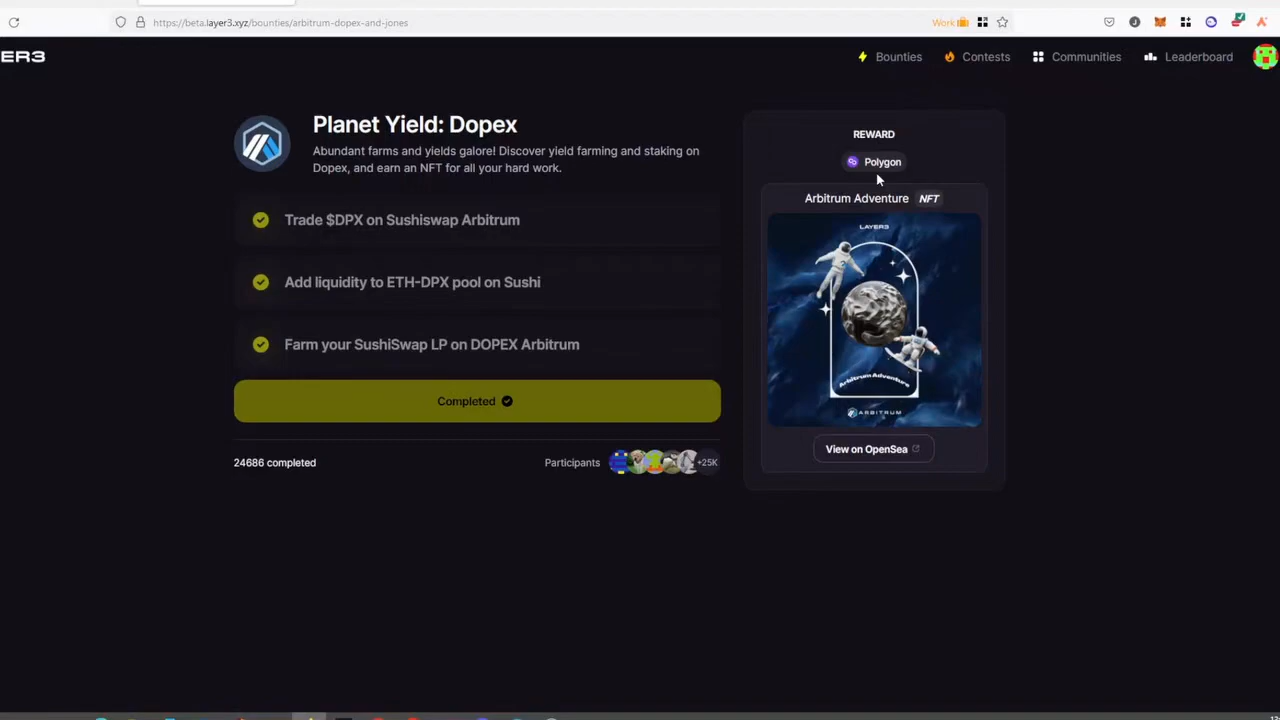 https://beta.layer3.xyz/bounties/arbitrum-dopex-and-jones
Work
ER3
Bounties
Contests
Communities
Leaderboard
Planet Yield: Dopex
Abundant farms and yields galore! Discover yield farming and staking on
Dopex, and earn an NFT for all your hard work.
Trade $DPX on Sushiswap Arbitrum
Add liquidity to ETH-DPX pool on Sushi
Farm your SushiSwap LP on DOPEX Arbitrum
Completed
24686 completed
Participants
+25K
REWARD
Polygon
Arbitrum Adventure NFT
LAYER3
Arbitrum Adventure
ARBITRUM
View on OpenSea